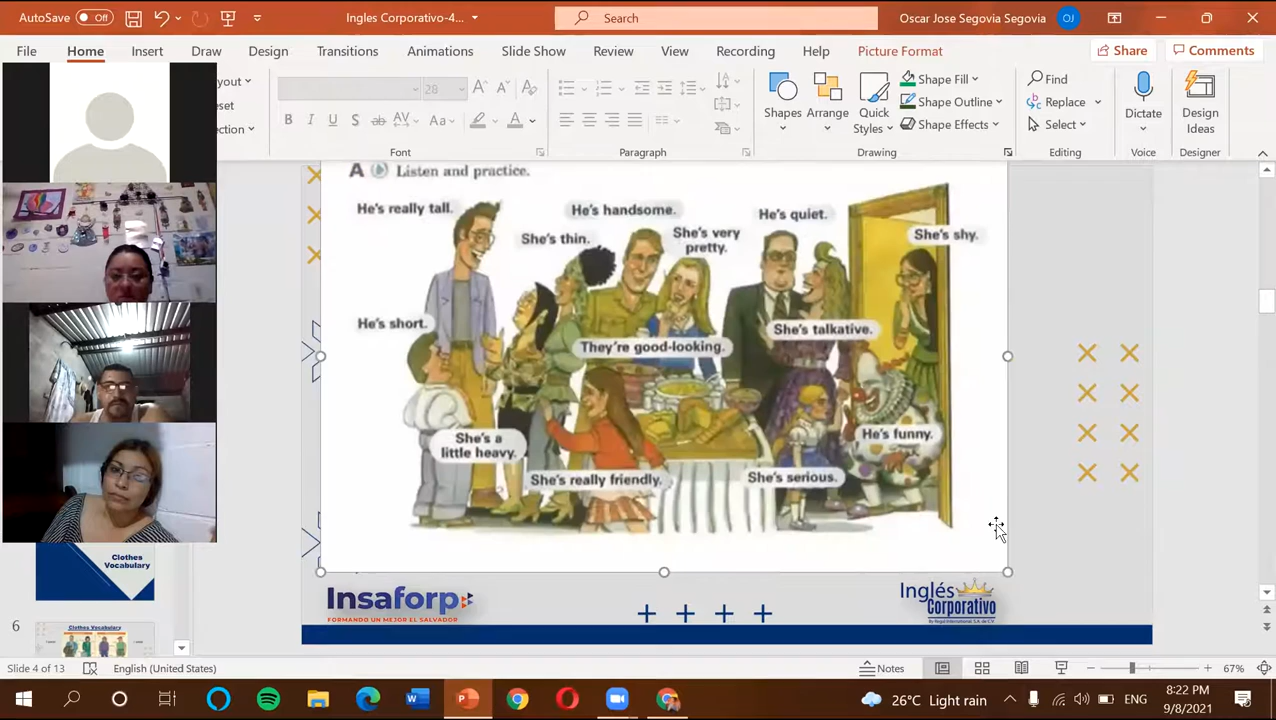 AutoSave
Off
Ingles Corporativo-4...
Search
Oscar Jose Segovia Segovia
OJ
File
Home
Insert
Draw
Design
Transitions
Animations
Slide Show
Review
View
Recording
Help
Picture Format
Share
Comments
Shapes
Arrange
Quick
Styles
Shape Fill
Shape Outline
Shape Effects
Find
Replace
Select
Dictate
Design
Ideas
Font
Paragraph
Drawing
Editing
Voice
Designer
A Listen and practice.
He's really tall.
He's handsome.
He's quiet.
She's thin.
She's very
pretty.
She's shy.
He's short.
She's talkative.
They're good-looking.
She's a
little heavy.
He's funny.
She's really friendly.
She's serious.
Clothes
Vocabulary
6
Clothes Vocabulary
Insaforp
FORMANDO UN MEJOR EL SALVADOR
Inglés
Corporativo
Slide 4 of 13
English (United States)
Notes
67%
26°C Light rain
ENG
8:22 PM
9/8/2021